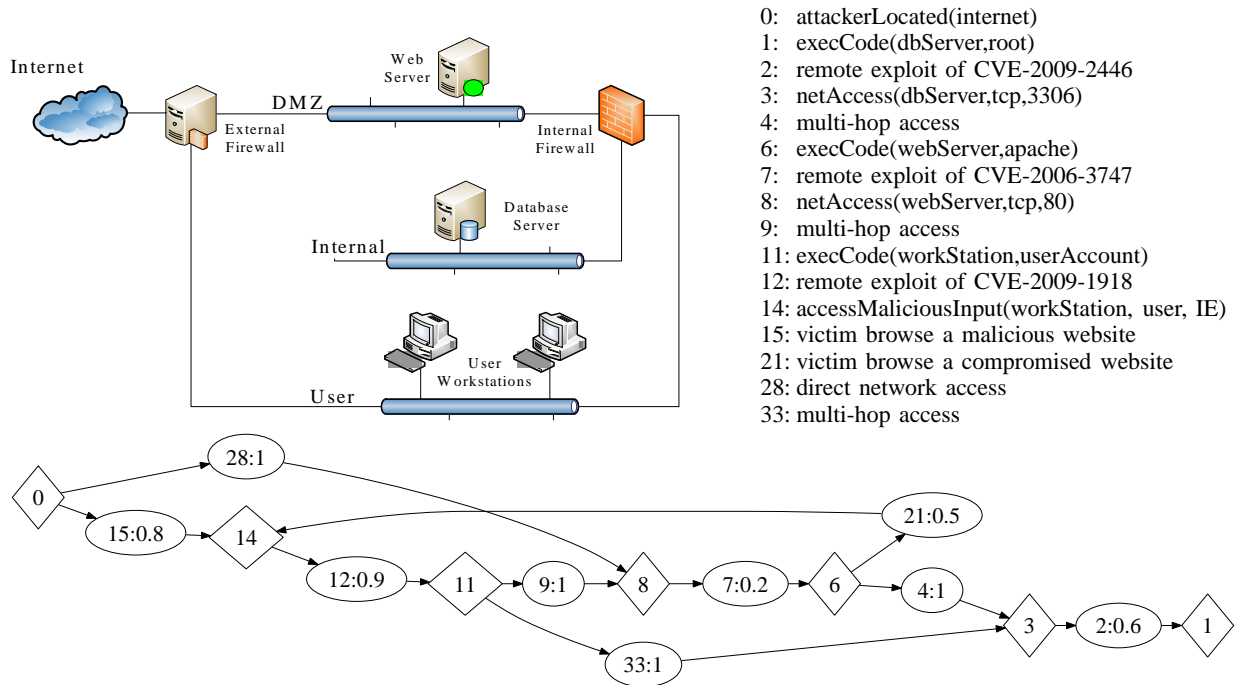 Internet
Web
Server
DMZ
External
Firewall
Internal
Firewall
Database
Server
Internal
User
Workstations
User
0: attackerLocated(internet)
1: execCode(dbServer,root)
2: remote exploit of CVE-2009-2446
3: netAccess(dbServer,tcp,3306)
4: multi-hop access
6: execCode(webServer,apache)
7: remote exploit of CVE-2006-3747
8: netAccess(webServer,tcp,80)
9: multi-hop access
11: execCode(workStation,userAccount)
12: remote exploit of CVE-2009-1918
14: accessMaliciousInput(workStation, user, IE)
15: victim browse a malicious website
21: victim browse a compromised website
28: direct network access
33: multi-hop access
0
28:1
15:0.8
14
21:0.5
12:0.9
11
9:1
8
7:0.2
6
4:1
33:1
3
2:0.6
1